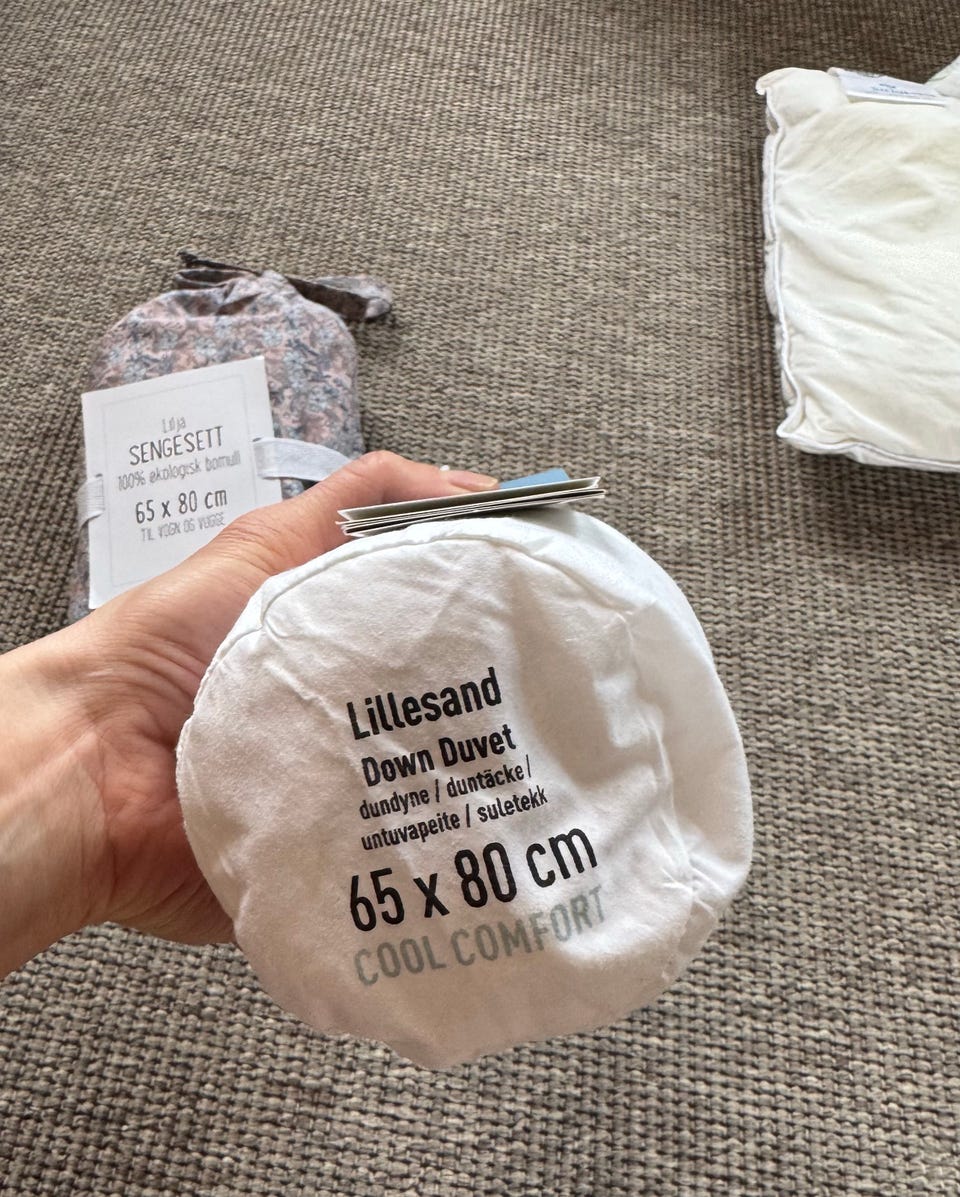 Lilja
SENGESETT
100% økologisk bomull
65 x 80 cm
TIL VOGN OG VUGGE
Lillesand
Down Duvet
dundyne / duntäcke /
untuvapeite / suletekk
65 x 80 cm
COOL COMFORT